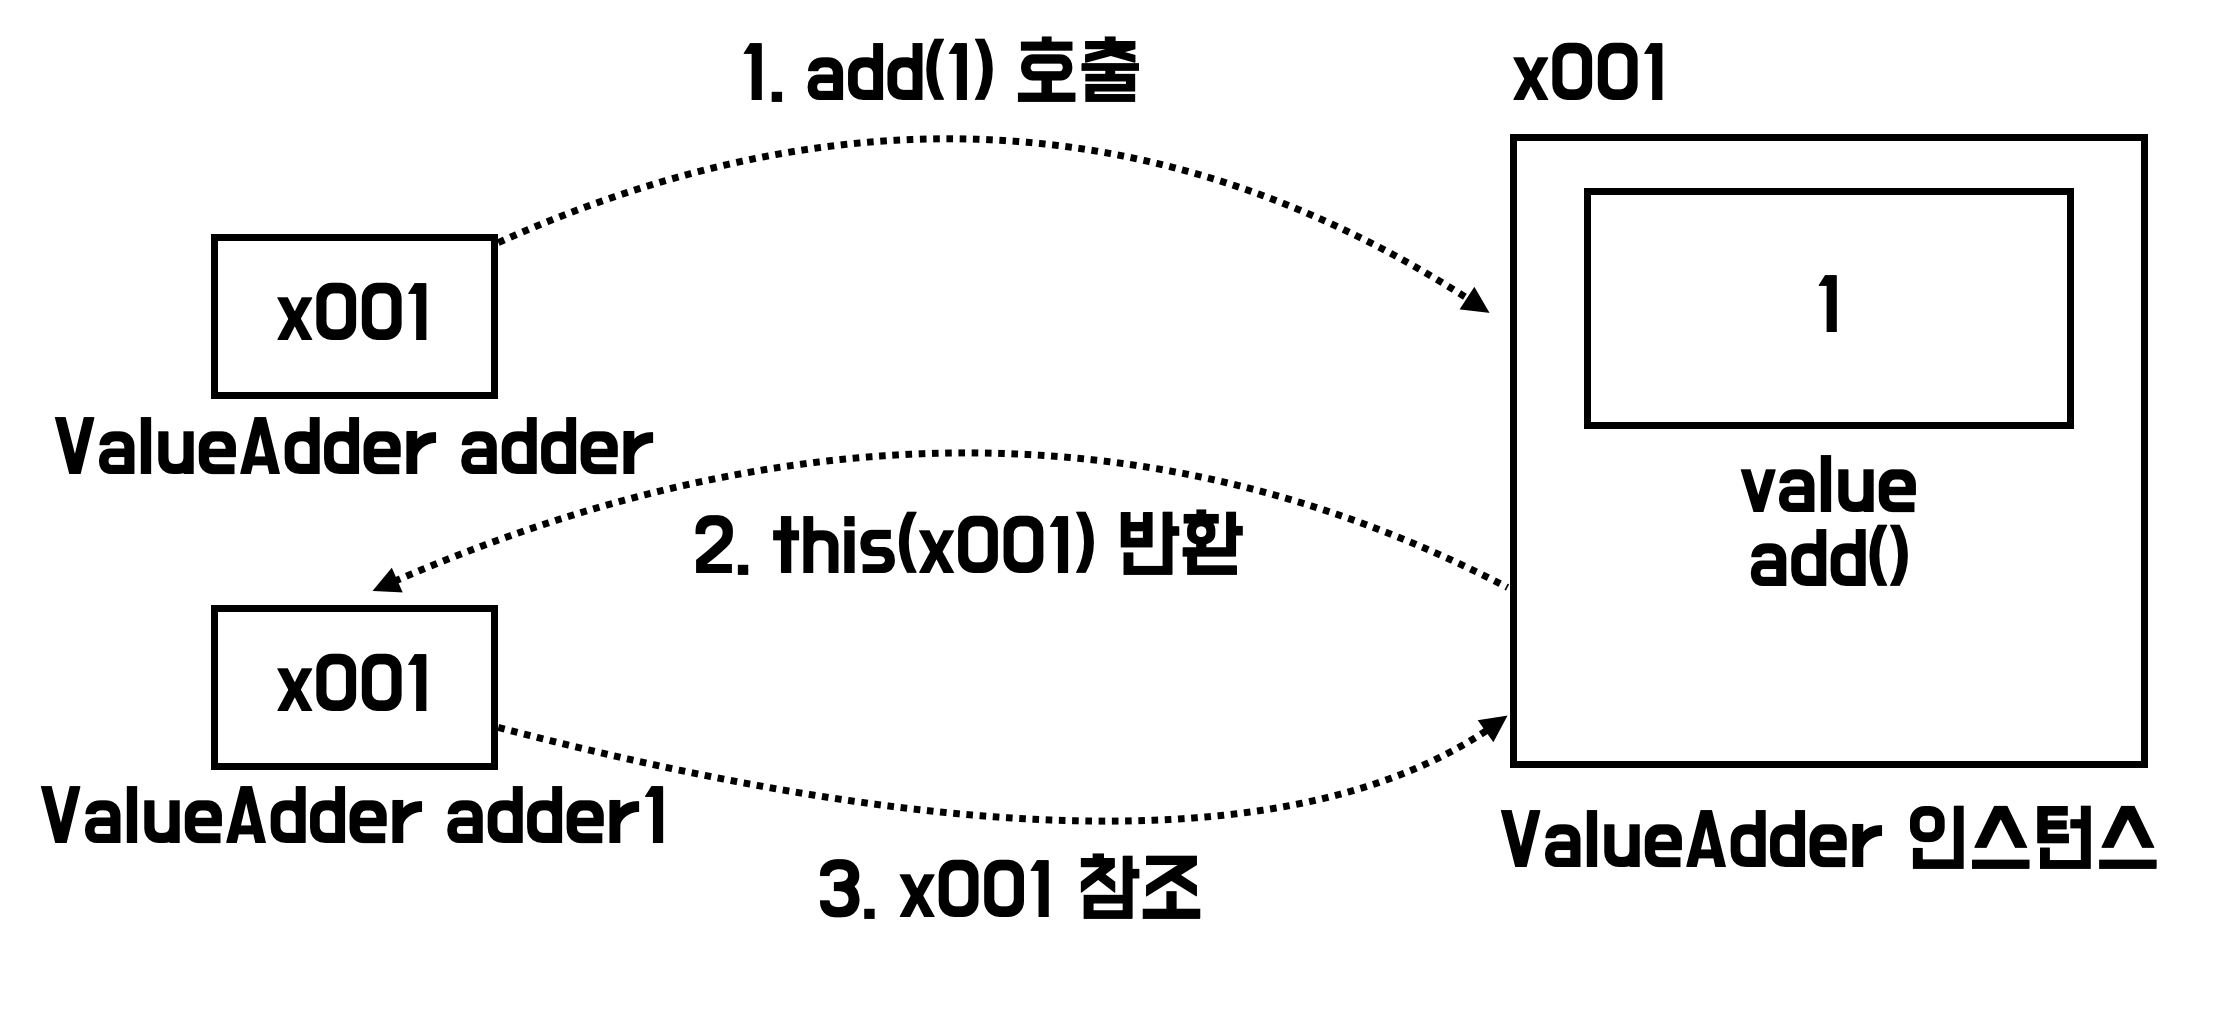 1. add(1) 호출
x001
x001
1
ValueAdder adder
value
add()
2. this(x001) 반환
x001
ValueAdder adder1
ValueAdder 인스턴스
3. x001 참조